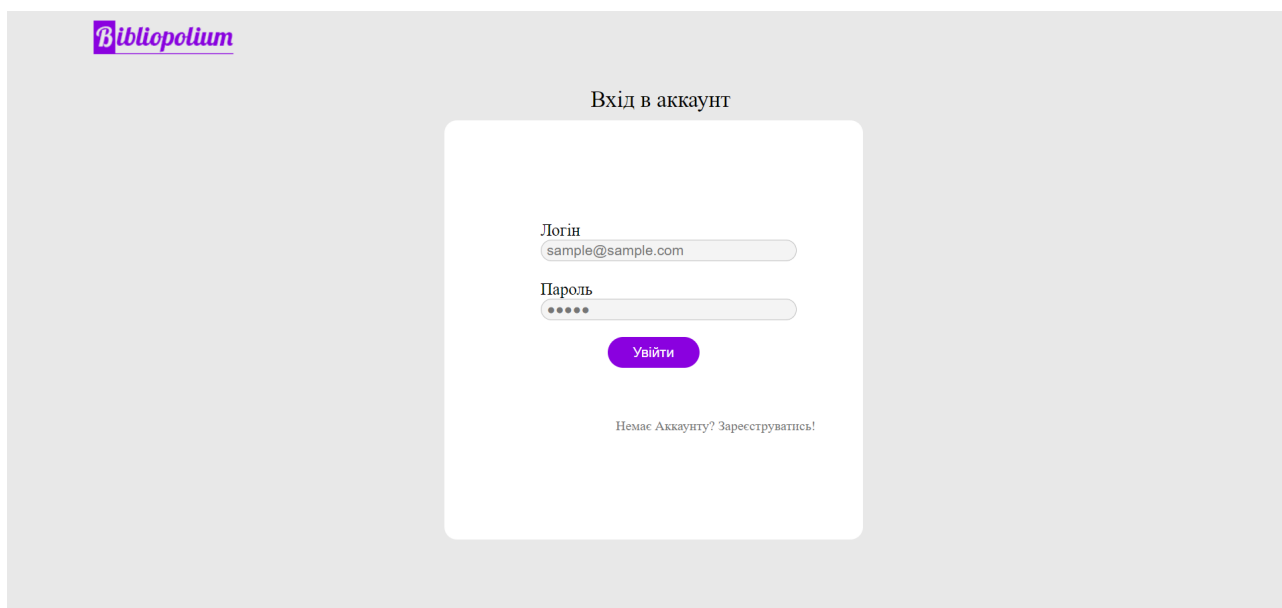 Bibliopolium
Вхід в аккаунт
Логін
sample@sample.com
Пароль
●●●●●
Увійти
Немає Аккаунту? Зареєструватись!